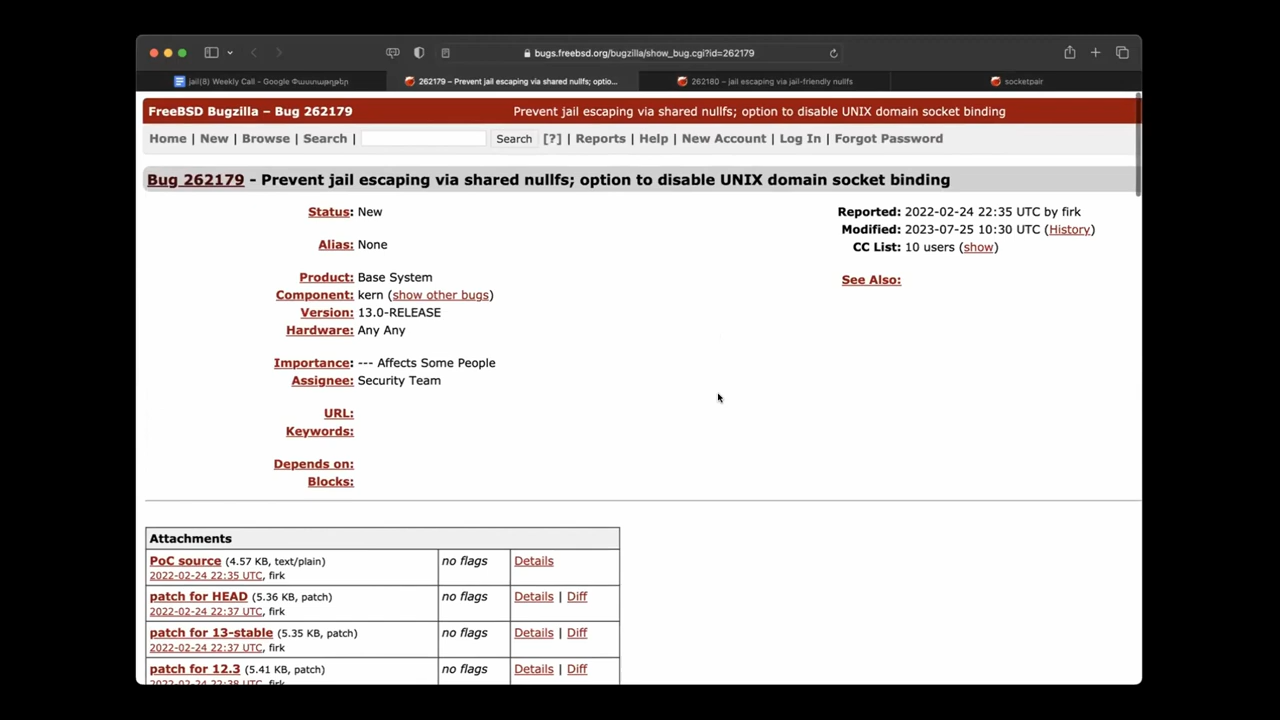 bugs.freebsd.org/bugzilla/show_bug.cgi?id=262179
jail(8) Weekly Call – Google Փաստաթղթեր
262179 – Prevent jail escaping via shared nullfs; optio...
262180 – jail escaping via jail-friendly nullfs
socketpair
FreeBSD Bugzilla – Bug 262179
Prevent jail escaping via shared nullfs; option to disable UNIX domain socket binding
Home | New | Browse | Search | Search [?] | Reports | Help | New Account | Log In | Forgot Password
Bug 262179 - Prevent jail escaping via shared nullfs; option to disable UNIX domain socket binding
Status: New
Alias: None
Product: Base System
Component: kern (show other bugs)
Version: 13.0-RELEASE
Hardware: Any Any
Importance: --- Affects Some People
Assignee: Security Team
URL:
Keywords:
Depends on:
Blocks:
Reported: 2022-02-24 22:35 UTC by firk
Modified: 2023-07-25 10:30 UTC (History)
CC List: 10 users (show)
See Also:
Attachments
PoC source (4.57 KB, text/plain)
2022-02-24 22:35 UTC, firk
no flags
Details
patch for HEAD (5.36 KB, patch)
2022-02-24 22:37 UTC, firk
no flags
Details | Diff
patch for 13-stable (5.35 KB, patch)
2022-02-24 22:37 UTC, firk
no flags
Details | Diff
patch for 12.3 (5.41 KB, patch)
2022-02-24 22:38 UTC, firk
no flags
Details | Diff